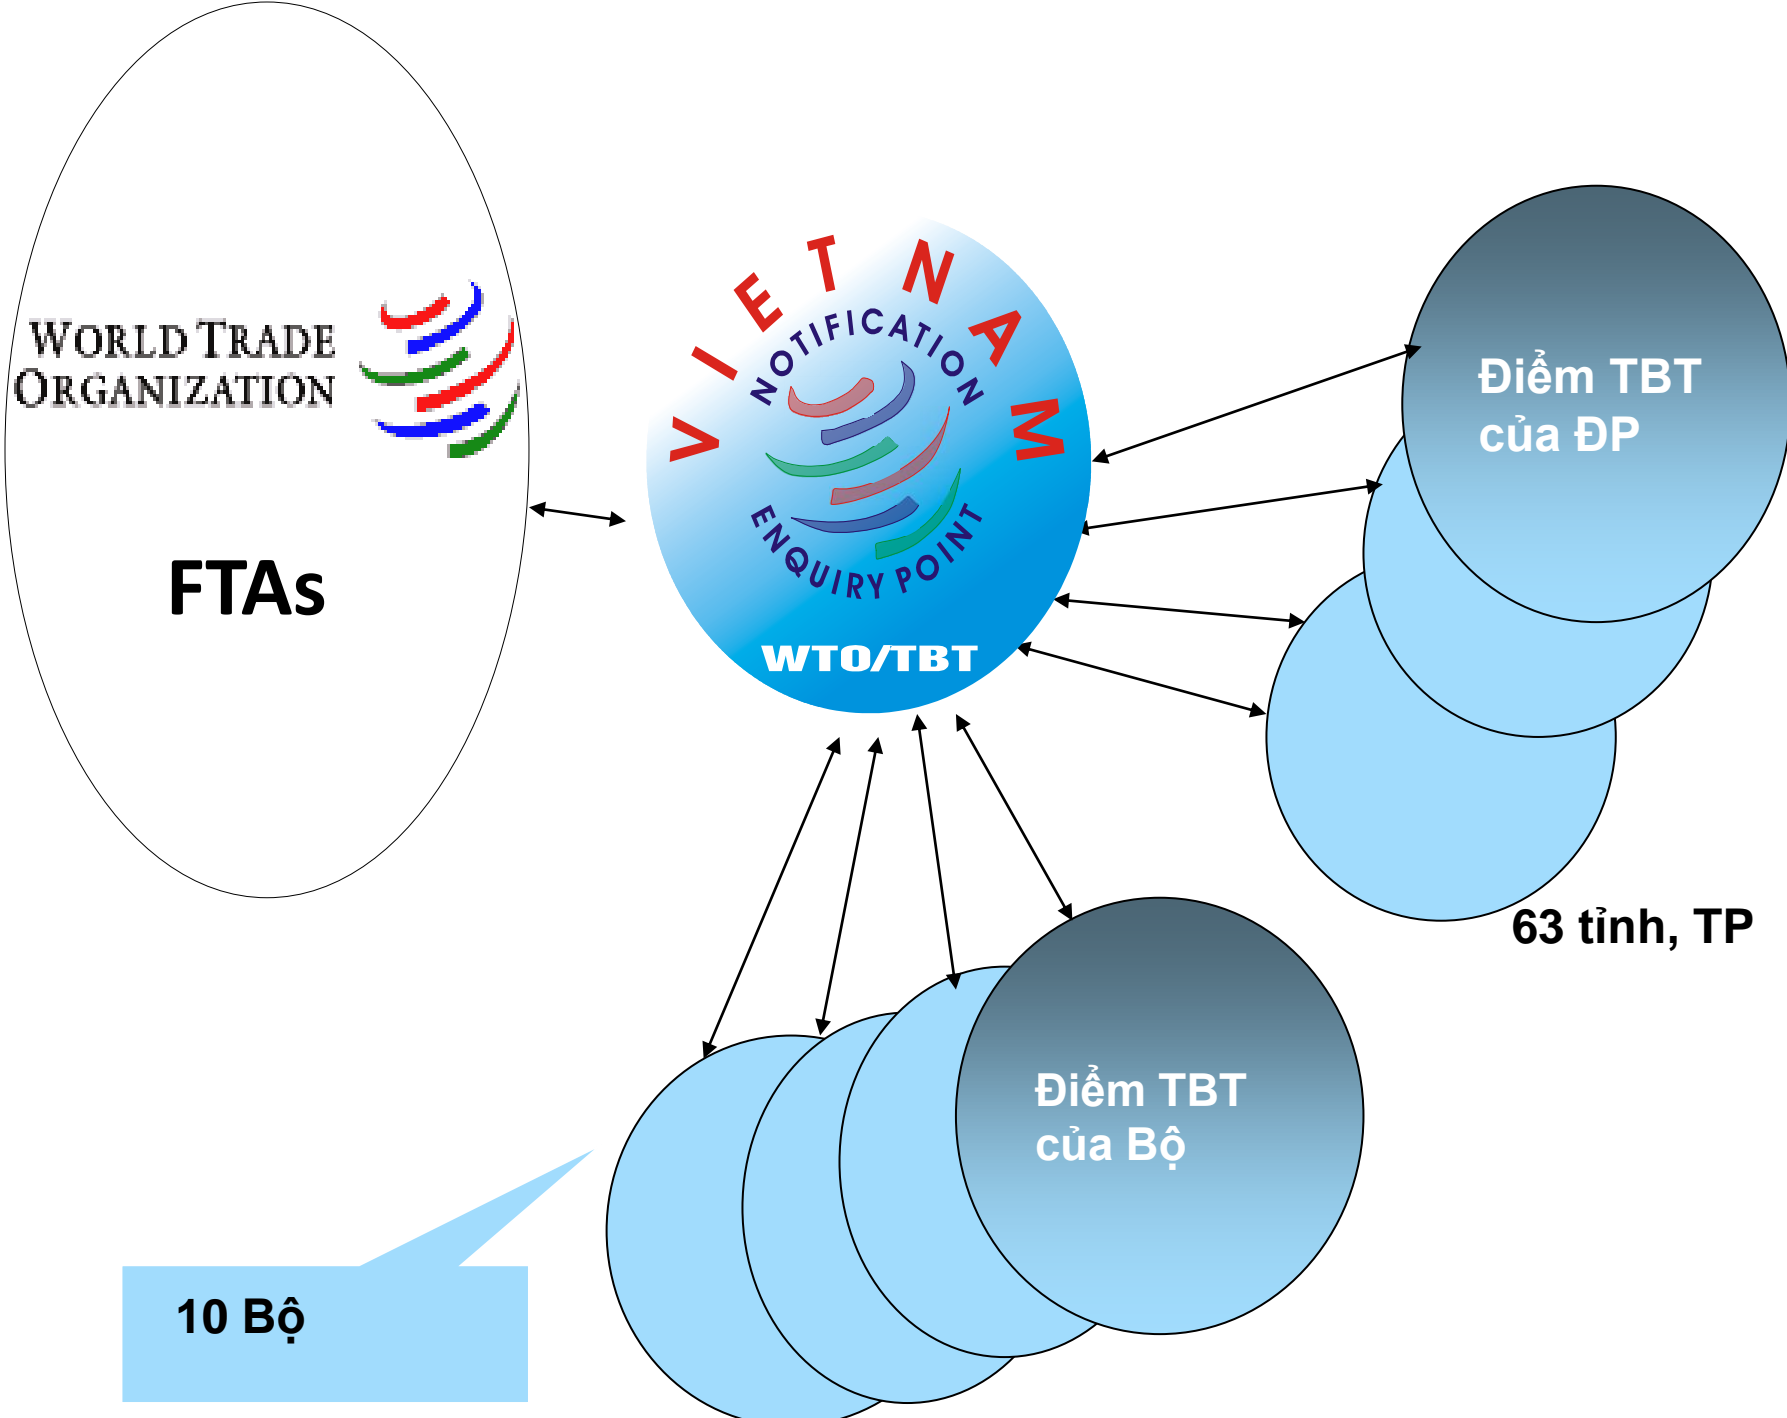 WORLD TRADE
ORGANIZATION
FTAs
VIETNAM
NOTIFICATION
ENQUIRY POINT
WTO/TBT
Điểm TBT
của ĐP
63 tỉnh, TP
Điểm TBT
của Bộ
10 Bộ